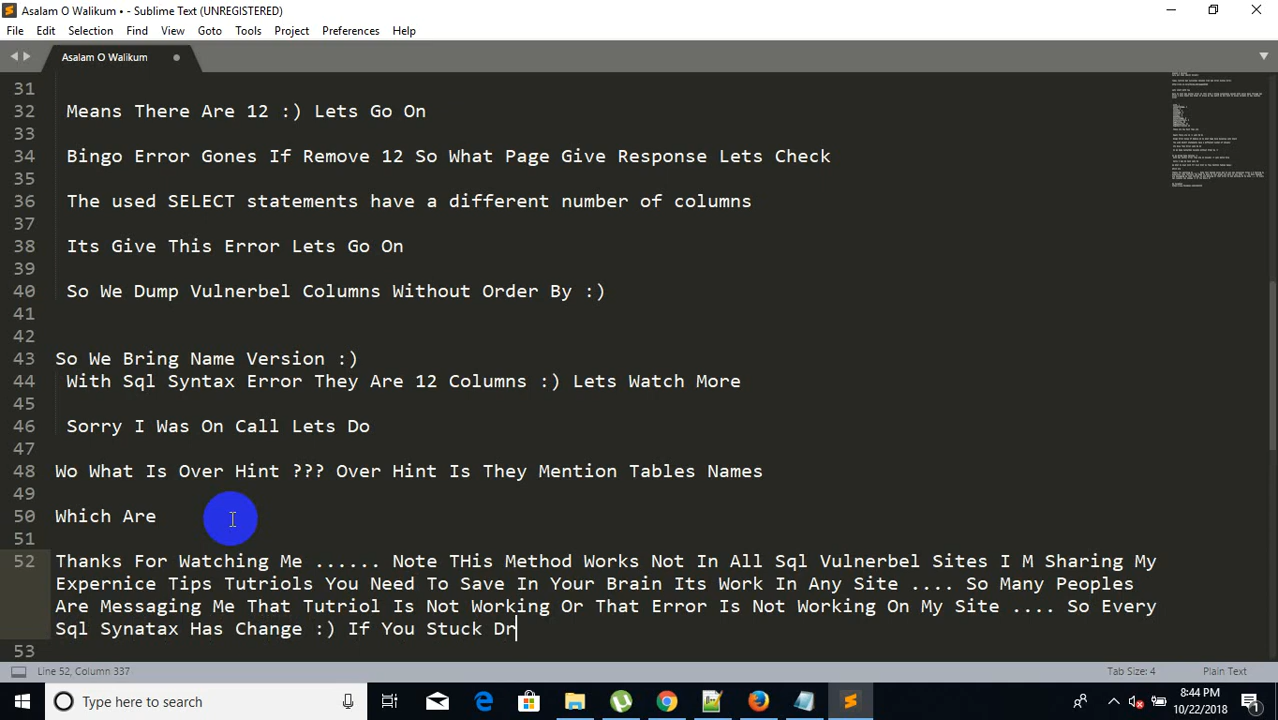 Asalam O Walikum • - Sublime Text (UNREGISTERED)
File Edit Selection Find View Goto Tools Project Preferences Help
Asalam O Walikum
31
32 Means There Are 12 :) Lets Go On
33
34 Bingo Error Gones If Remove 12 So What Page Give Response Lets Check
35
36 The used SELECT statements have a different number of columns
37
38 Its Give This Error Lets Go On
39
40 So We Dump Vulnerbel Columns Without Order By :)
41
42
43 So We Bring Name Version :)
44 With Sql Syntax Error They Are 12 Columns :) Lets Watch More
45
46 Sorry I Was On Call Lets Do
47
48 Wo What Is Over Hint ??? Over Hint Is They Mention Tables Names
49
50 Which Are
51
52 Thanks For Watching Me ...... Note THis Method Works Not In All Sql Vulnerbel Sites I M Sharing My
Expernice Tips Tutriols You Need To Save In Your Brain Its Work In Any Site .... So Many Peoples
Are Messaging Me That Tutriol Is Not Working Or That Error Is Not Working On My Site .... So Every
Sql Synatax Has Change :) If You Stuck Dr
53
Line 52, Column 337 Tab Size: 4 Plain Text
Type here to search
8:44 PM
10/22/2018